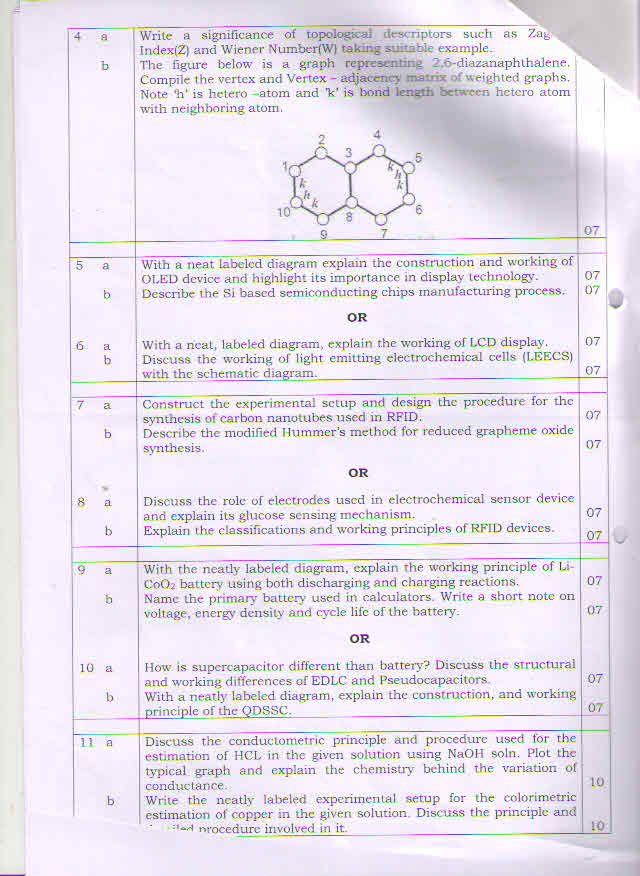 4 a Write a significance of topological descriptors such as Zag
Index(Z) and Wiener Number(W) taking suitable example.
b The figure below is a graph representing 2,6-diazanaphthalene.
Compile the vertex and Vertex – adjacency matrix of weighted graphs.
Note 'h' is hetero –atom and 'k' is bond length between hetero atom
with neighboring atom.
2 4
1 3 5
k h k k h k
10 8 6
9 7 07
5 a With a neat labeled diagram explain the construction and working of
OLED device and highlight its importance in display technology. 07
b Describe the Si based semiconducting chips manufacturing process. 07
OR
6 a With a neat, labeled diagram, explain the working of LCD display. 07
b Discuss the working of light emitting electrochemical cells (LEECS)
with the schematic diagram. 07
7 a Construct the experimental setup and design the procedure for the
synthesis of carbon nanotubes used in RFID. 07
b Describe the modified Hummer's method for reduced grapheme oxide
synthesis. 07
OR
8 a Discuss the role of electrodes used in electrochemical sensor device
and explain its glucose sensing mechanism. 07
b Explain the classifications and working principles of RFID devices. 07
9 a With the neatly labeled diagram, explain the working principle of Li-
CoO2 battery using both discharging and charging reactions. 07
b Name the primary battery used in calculators. Write a short note on
voltage, energy density and cycle life of the battery. 07
OR
10 a How is supercapacitor different than battery? Discuss the structural
and working differences of EDLC and Pseudocapacitors. 07
b With a neatly labeled diagram, explain the construction, and working
principle of the QDSSC. 07
11 a Discuss the conductometric principle and procedure used for the
estimation of HCL in the given solution using NaOH soln. Plot the
typical graph and explain the chemistry behind the variation of
conductance. 10
b Write the neatly labeled experimental setup for the colorimetric
estimation of copper in the given solution. Discuss the principle and
procedure involved in it. 10